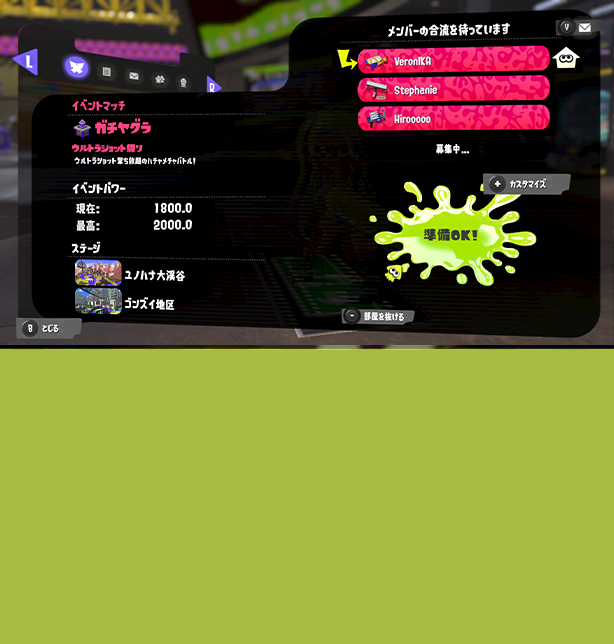 メンバーの合流を待っています
Y
L
R
VeronIKA
Stephanie
Hirooooo
募集中...
イベントマッチ
ガチヤグラ
ウルトラショット祭り
ウルトラショット撃ち放題のハチャメチャバトル!
イベントパワー
現在: 1800.0
最高: 2000.0
ステージ
ユノハナ大渓谷
ゴンズイ地区
+ カスタマイズ
準備OK!
- 部屋を抜ける
B とじる